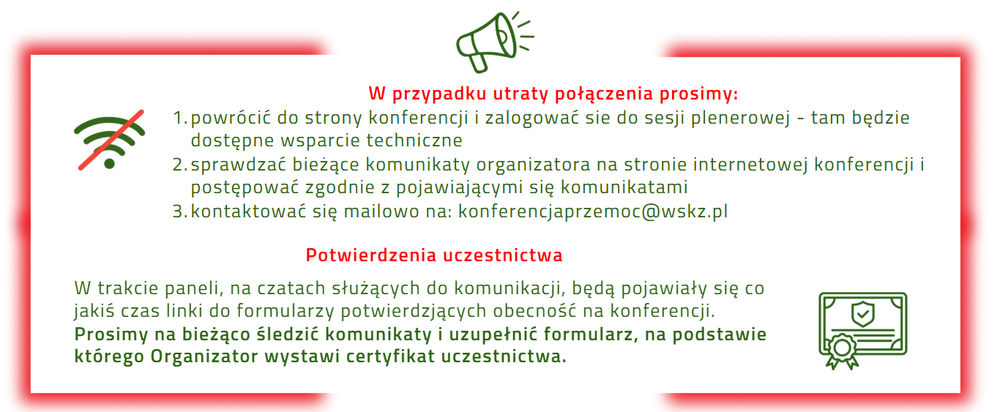 W przypadku utraty połączenia prosimy:
1. powrócić do strony konferencji i zalogować sie do sesji plenerowej - tam będzie
dostępne wsparcie techniczne
2. sprawdzać bieżące komunikaty organizatora na stronie internetowej konferencji i
postępować zgodnie z pojawiającymi się komunikatami
3. kontaktować się mailowo na: konferencjaprzemoc@wskz.pl
Potwierdzenia uczestnictwa
W trakcie paneli, na czatach służących do komunikacji, będą pojawiały się co
jakiś czas linki do formularzy potwierdzjących obecność na konferencji.
Prosimy na bieżąco śledzić komunikaty i uzupełnić formularz, na podstawie
którego Organizator wystawi certyfikat uczestnictwa.